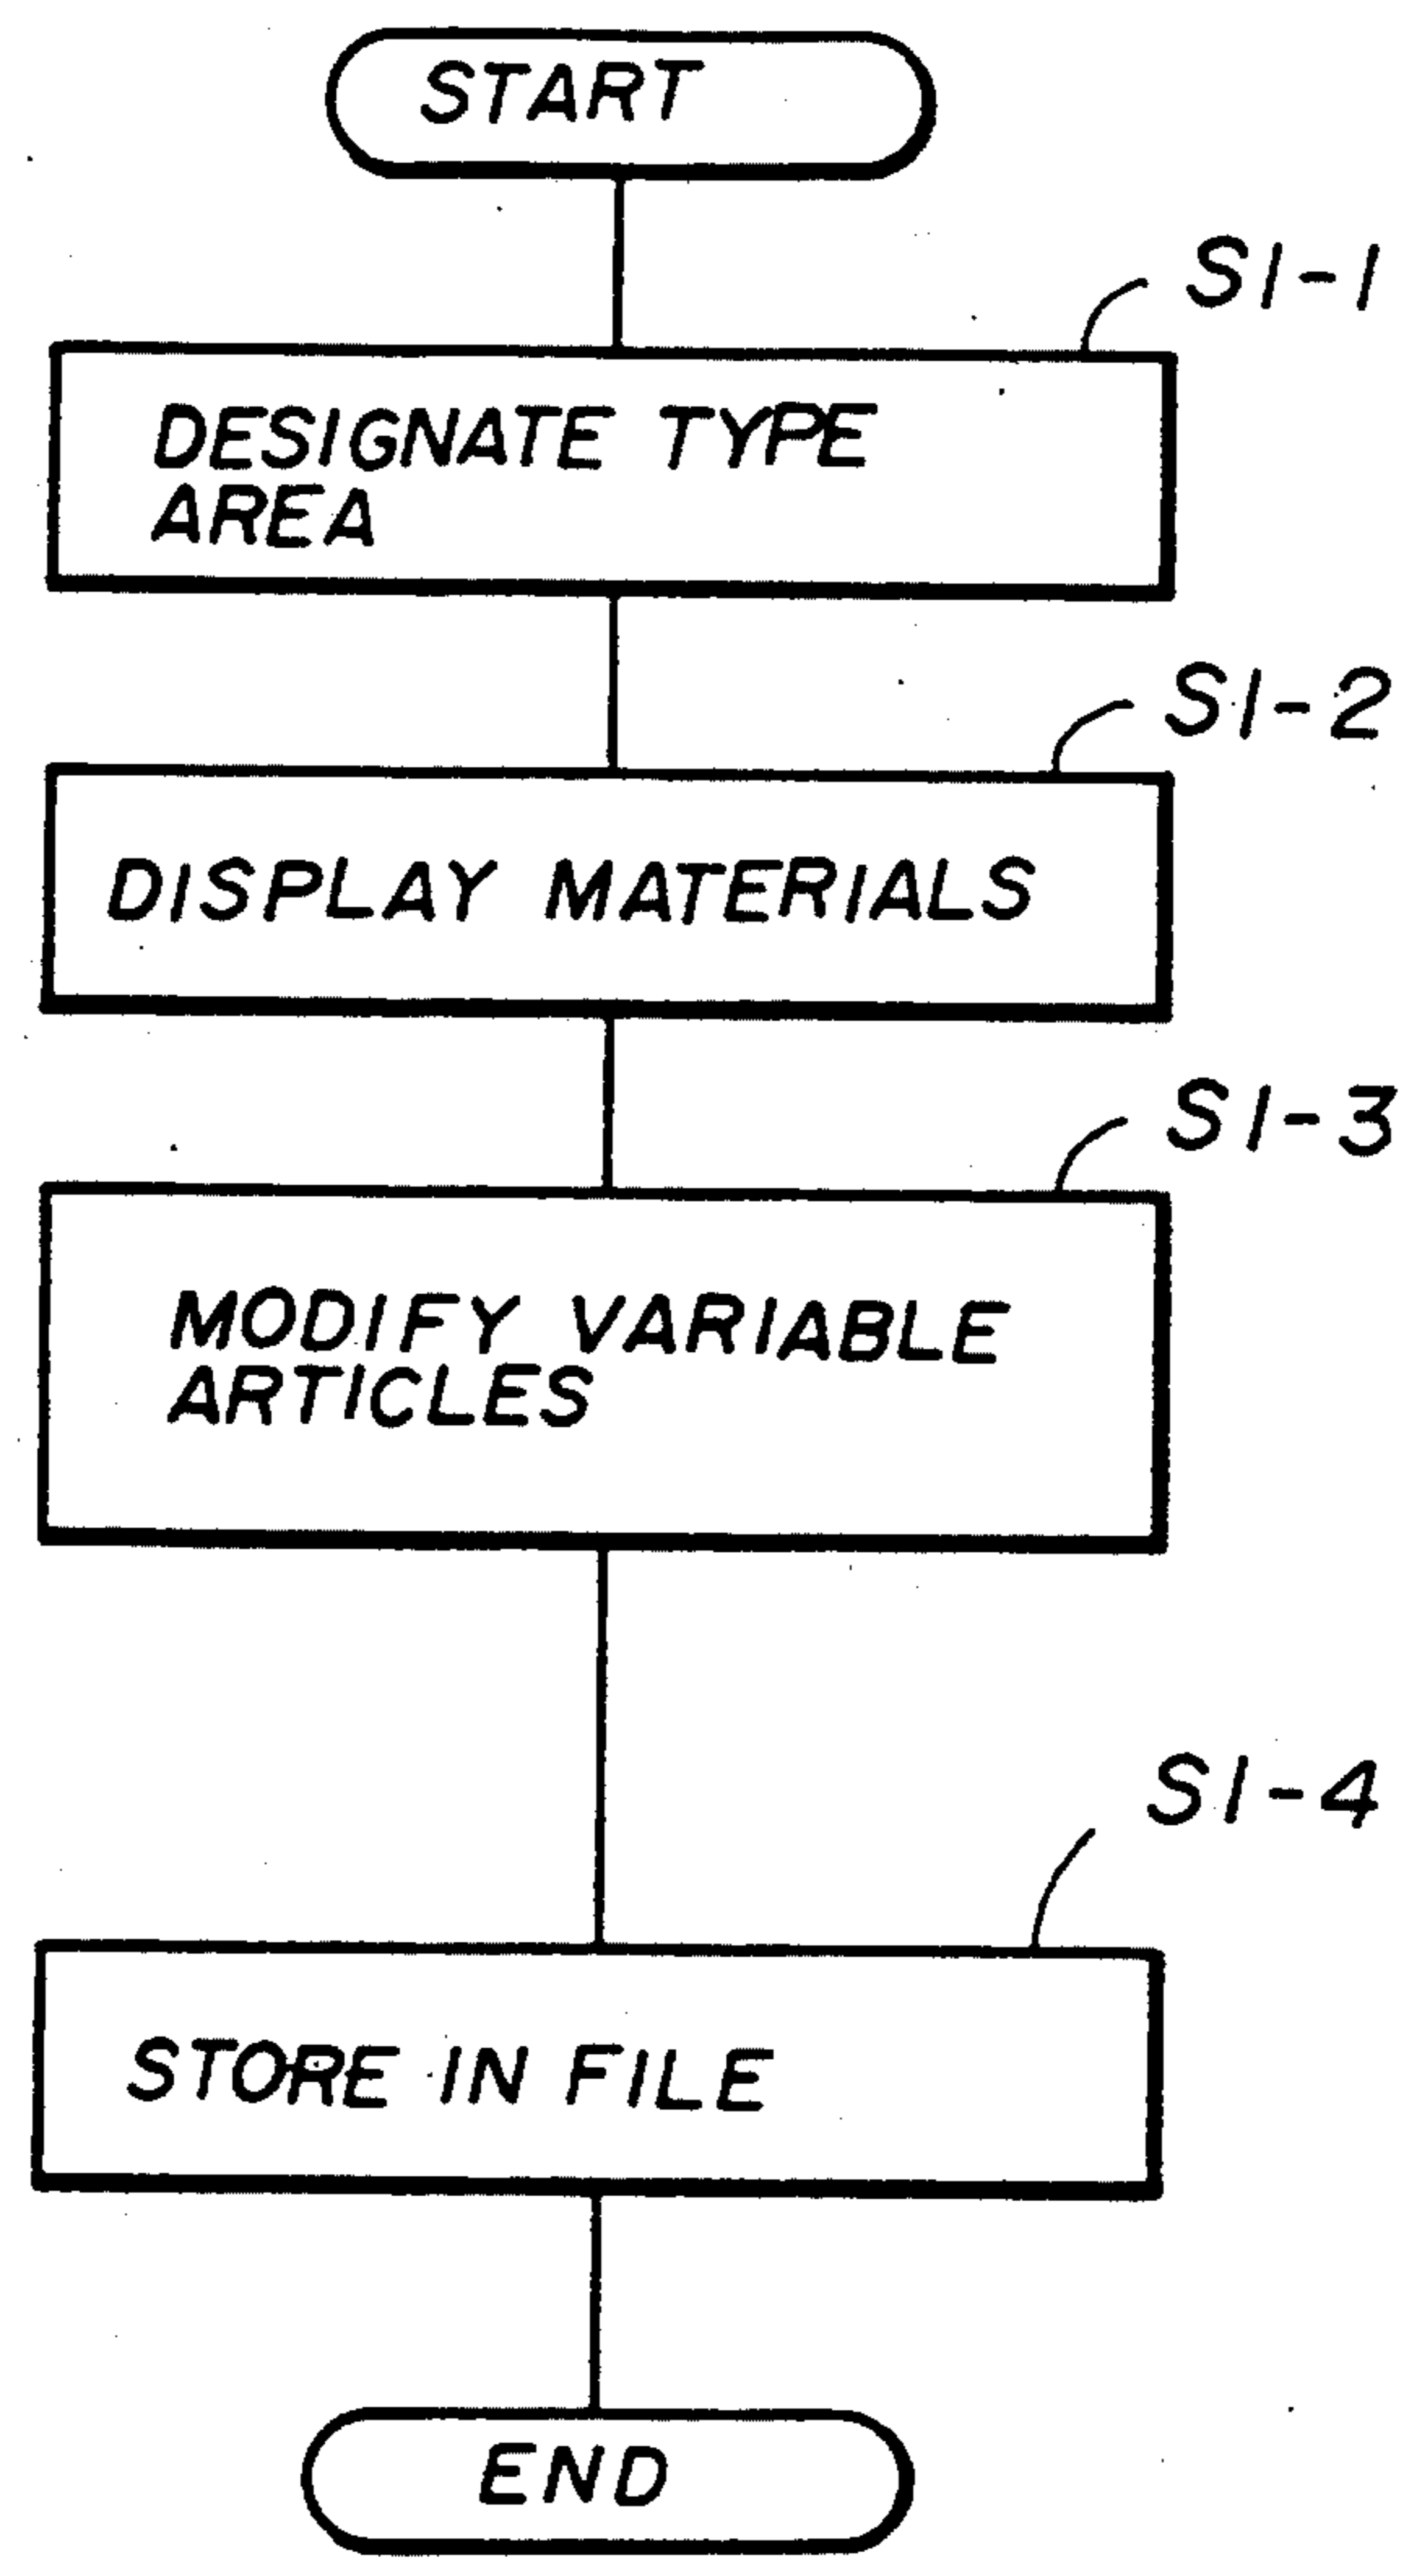 START
S1-1
DESIGNATE TYPE
AREA
S1-2
DISPLAY MATERIALS
S1-3
MODIFY VARIABLE
ARTICLES
S1-4
STORE IN FILE
END